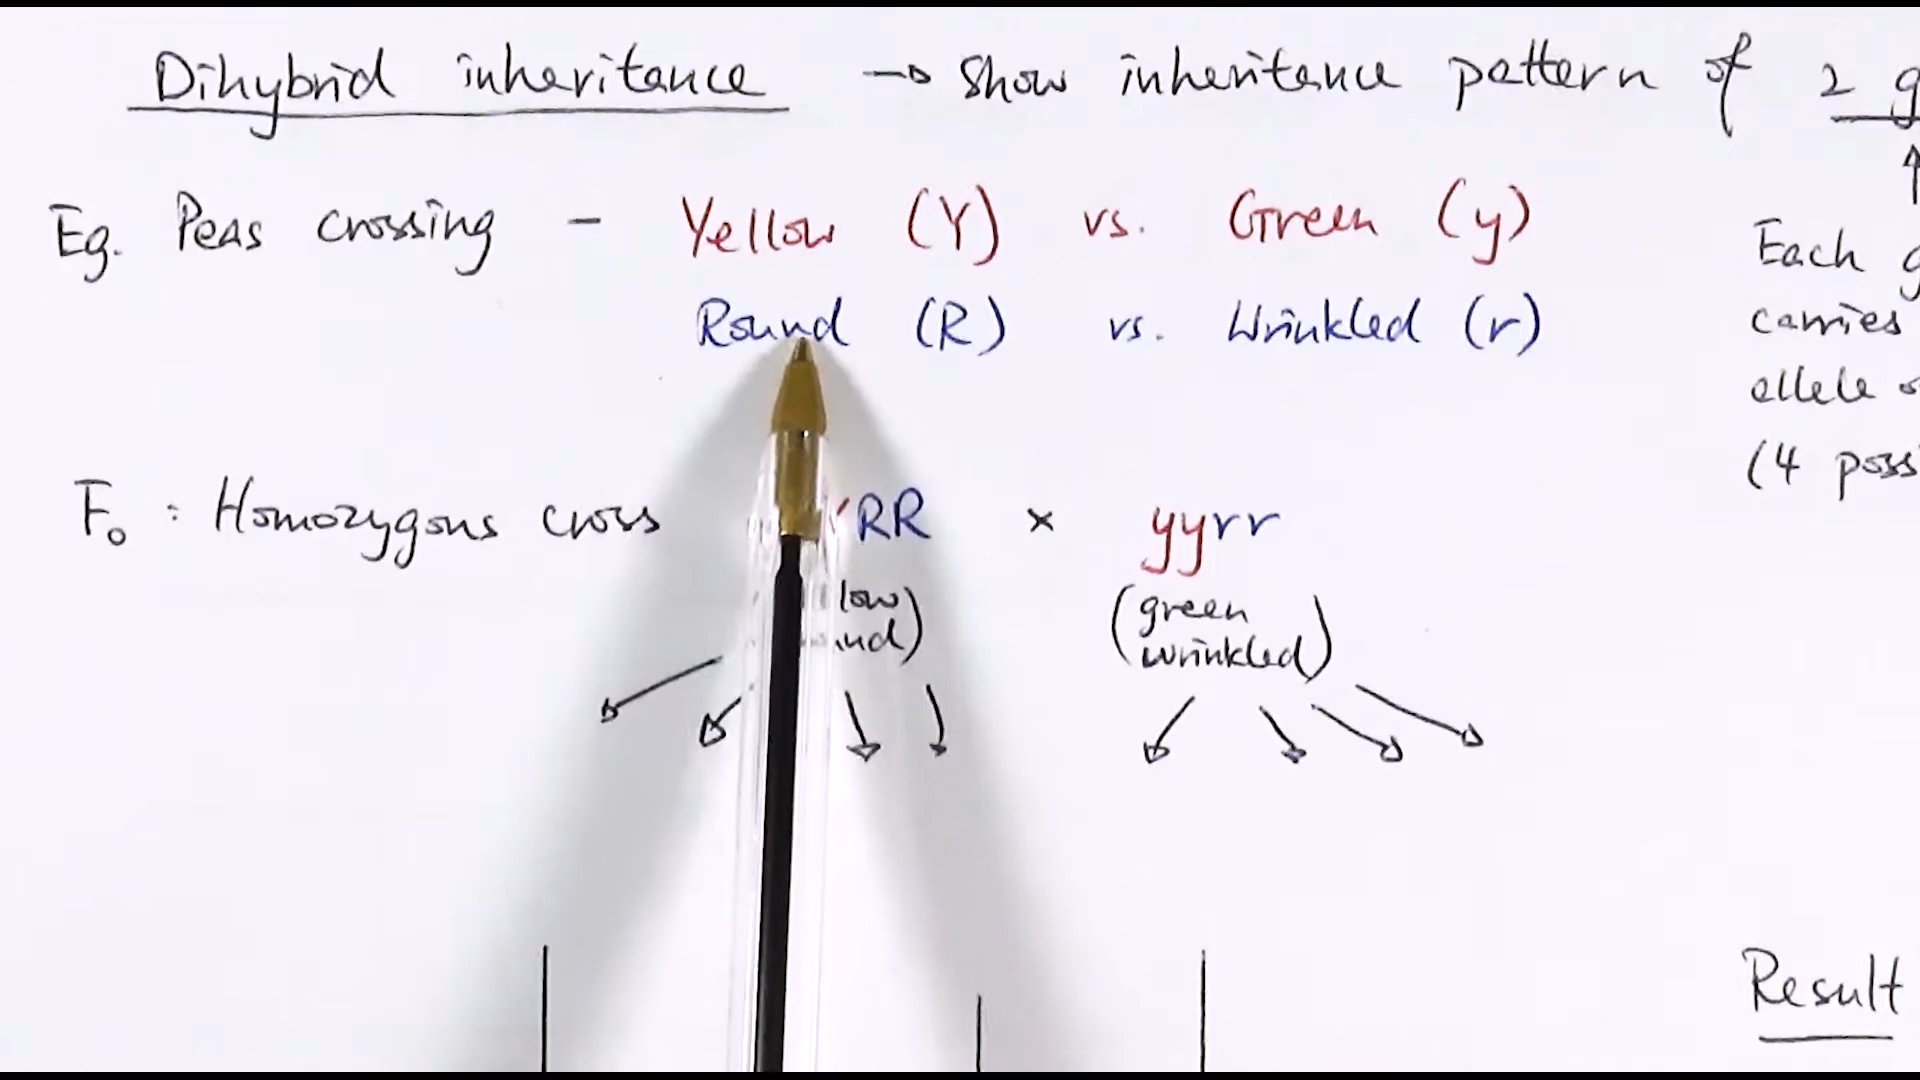 Dihybrid inheritance → Show inheritance pattern of 2
Eg. Peas crossing - Yellow (Y) vs. Green (y)
Round (R) vs. Wrinkled (r)
Each
carries
allele
(4
F₀ : Homozygous cross RR × yyrr
(green
wrinkled)
Result